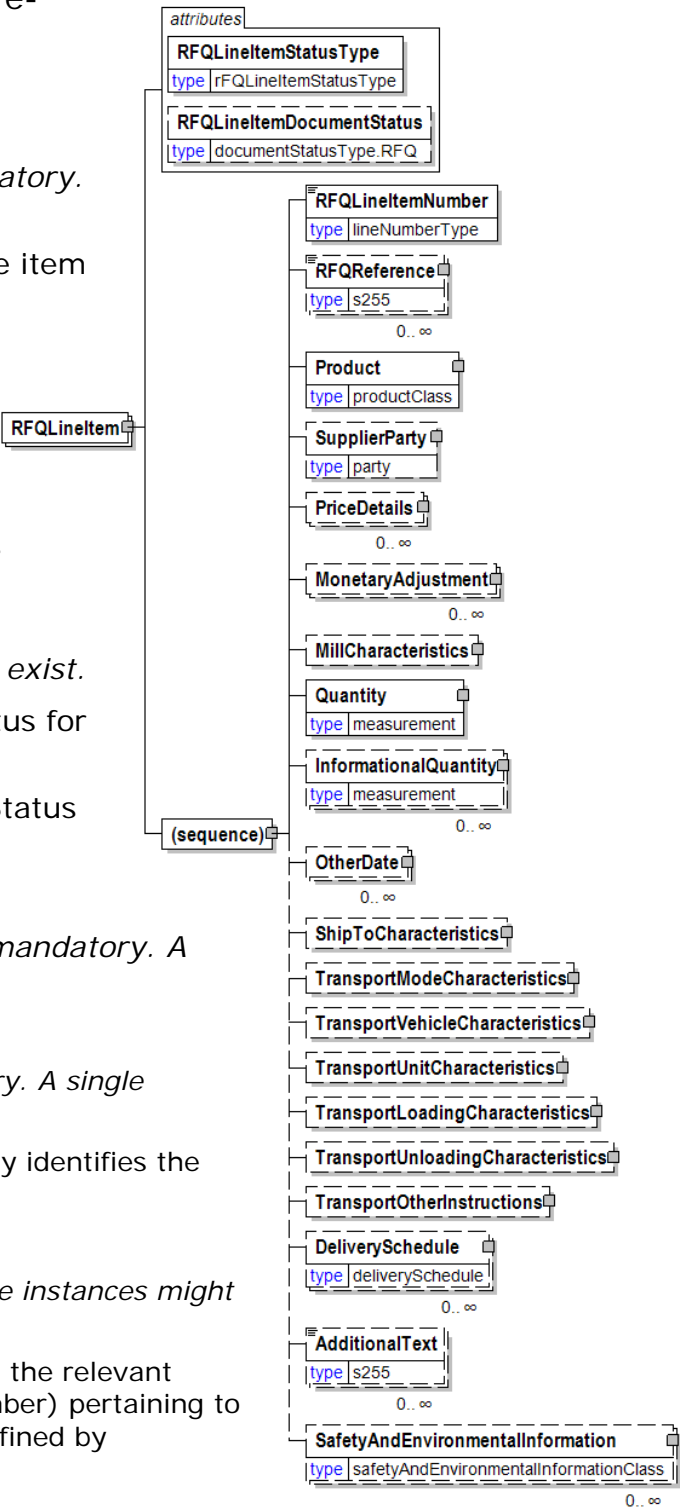 e-
atory.
e item
exist.
tus for
tatus
mandatory. A
ry. A single
y identifies the
e instances might
the relevant
nber) pertaining to
fined by
RFQLineItem
attributes
RFQLineItemStatusType
type rFQLineItemStatusType
RFQLineItemDocumentStatus
type documentStatusType.RFQ
(sequence)
RFQLineItemNumber
type lineNumberType
RFQReference
type s255
0.. ∞
Product
type productClass
SupplierParty
type party
PriceDetails
0.. ∞
MonetaryAdjustment
0.. ∞
MillCharacteristics
Quantity
type measurement
InformationalQuantity
type measurement
0.. ∞
OtherDate
0.. ∞
ShipToCharacteristics
TransportModeCharacteristics
TransportVehicleCharacteristics
TransportUnitCharacteristics
TransportLoadingCharacteristics
TransportUnloadingCharacteristics
TransportOtherInstructions
DeliverySchedule
type deliverySchedule
0.. ∞
AdditionalText
type s255
0.. ∞
SafetyAndEnvironmentalInformation
type safetyAndEnvironmentalInformationClass
0.. ∞